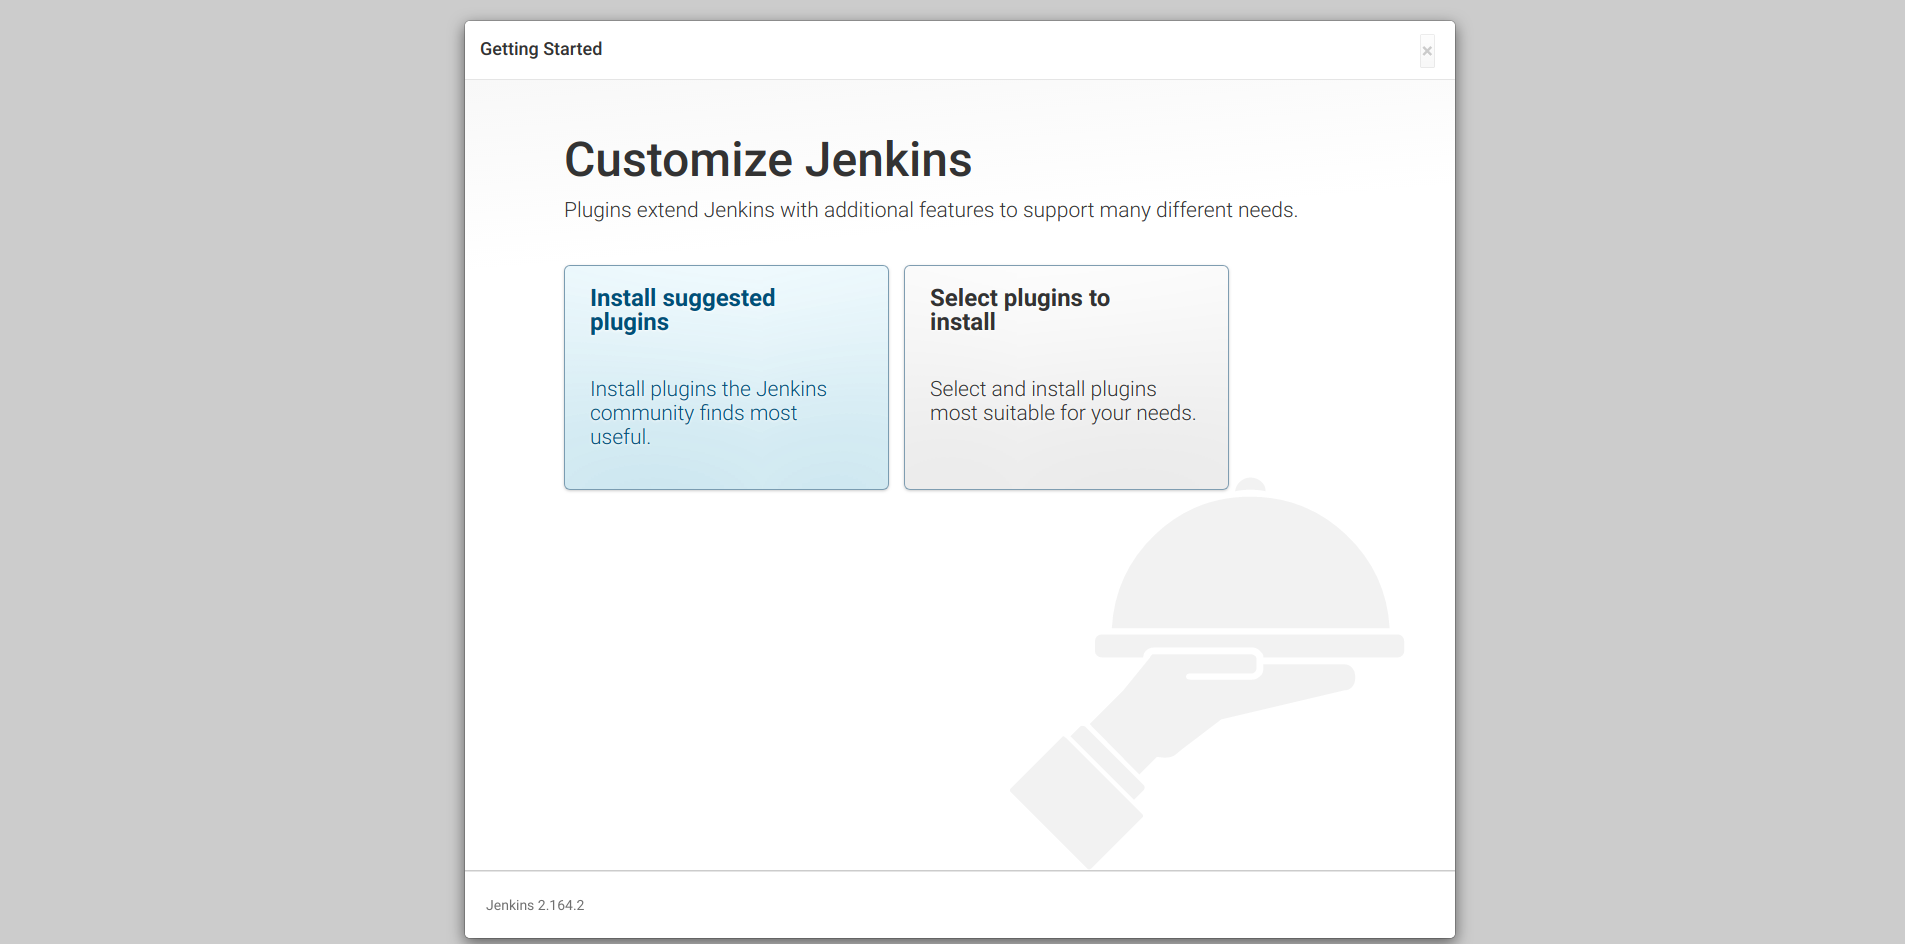 Getting Started
×
Customize Jenkins
Plugins extend Jenkins with additional features to support many different needs.
Install suggested
plugins
Install plugins the Jenkins
community finds most
useful.
Select plugins to
install
Select and install plugins
most suitable for your needs.
Jenkins 2.164.2